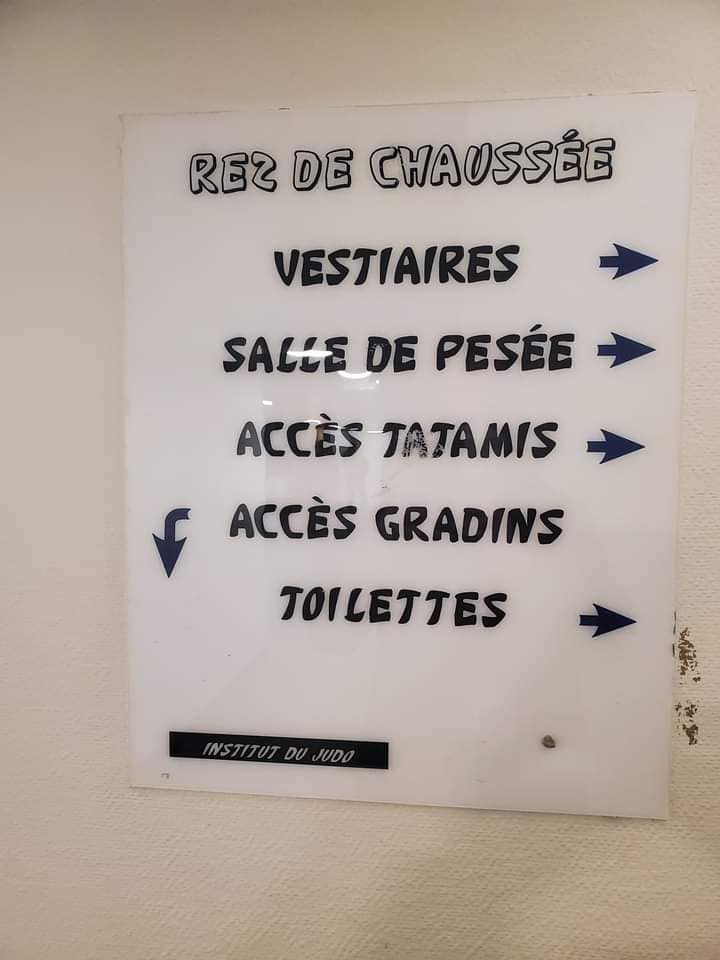 REZ DE CHAUSSÉE
VESTIAIRES
SALLE DE PESÉE
ACCÈS TATAMIS
ACCÈS GRADINS
TOILETTES
INSTITUT DU JUDO